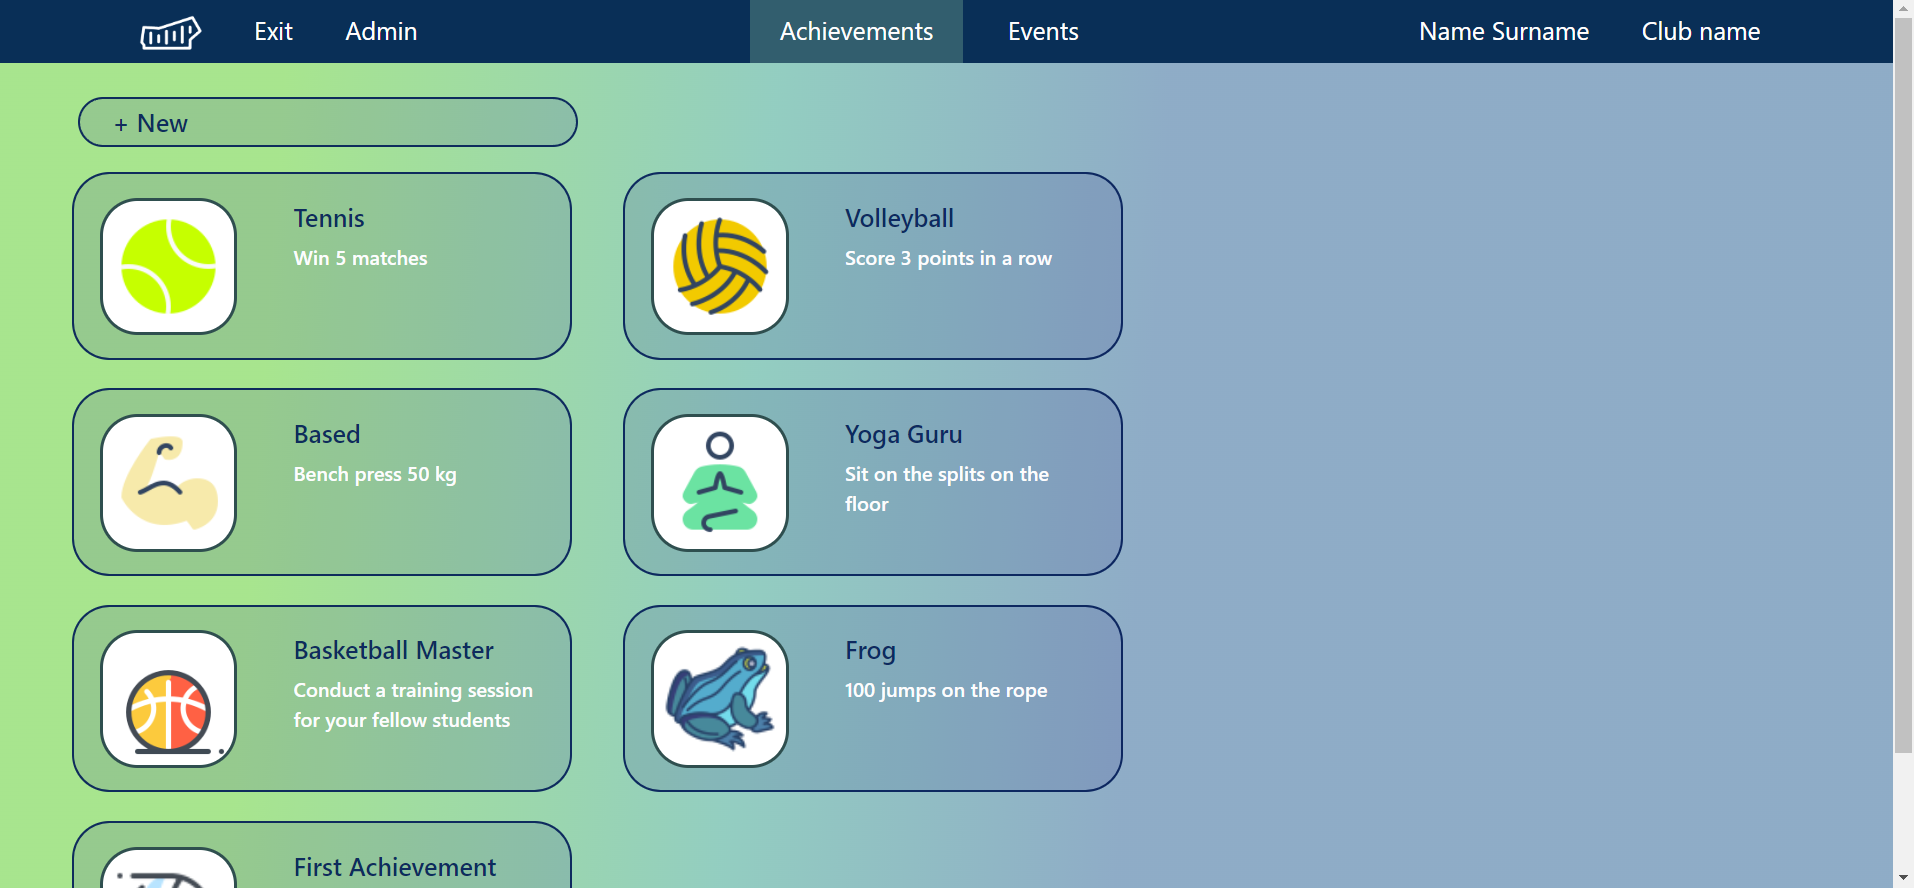 Exit
Admin
Achievements
Events
Name Surname
Club name
+ New
Tennis
Win 5 matches
Volleyball
Score 3 points in a row
Based
Bench press 50 kg
Yoga Guru
Sit on the splits on the
floor
Basketball Master
Conduct a training session
for your fellow students
Frog
100 jumps on the rope
First Achievement